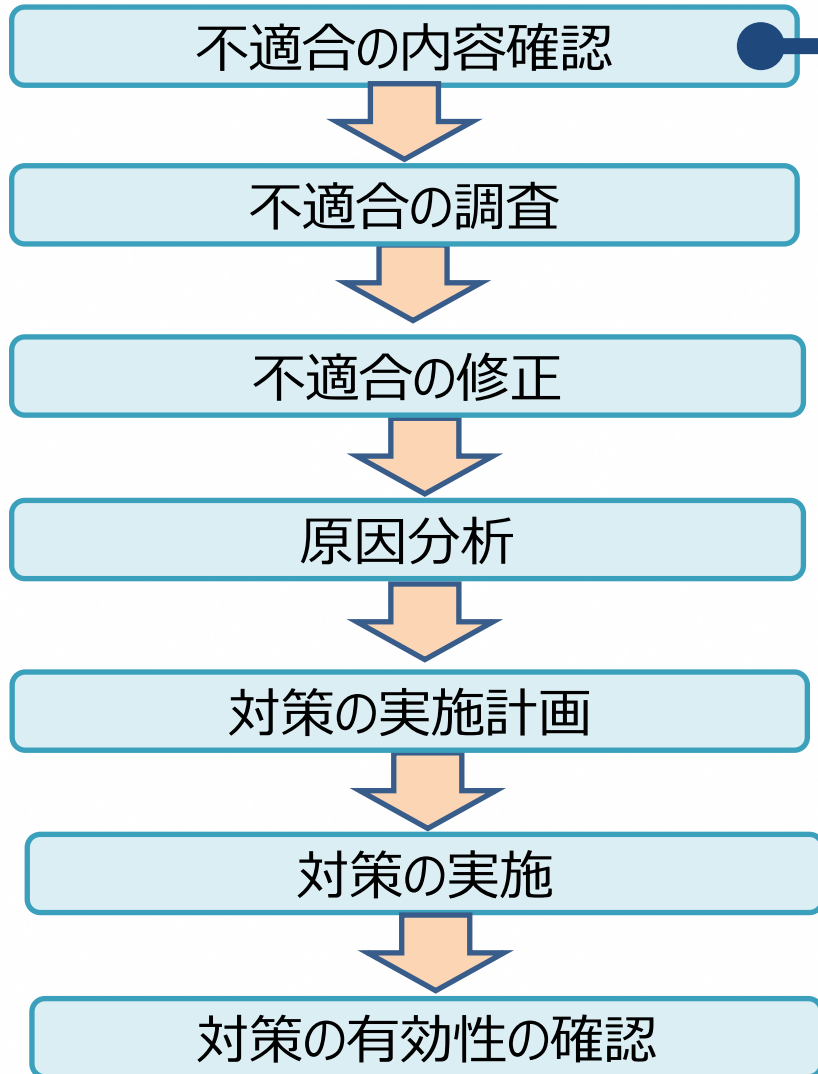 不適合の内容確認
不適合の調査
不適合の修正
原因分析
対策の実施計画
対策の実施
対策の有効性の確認